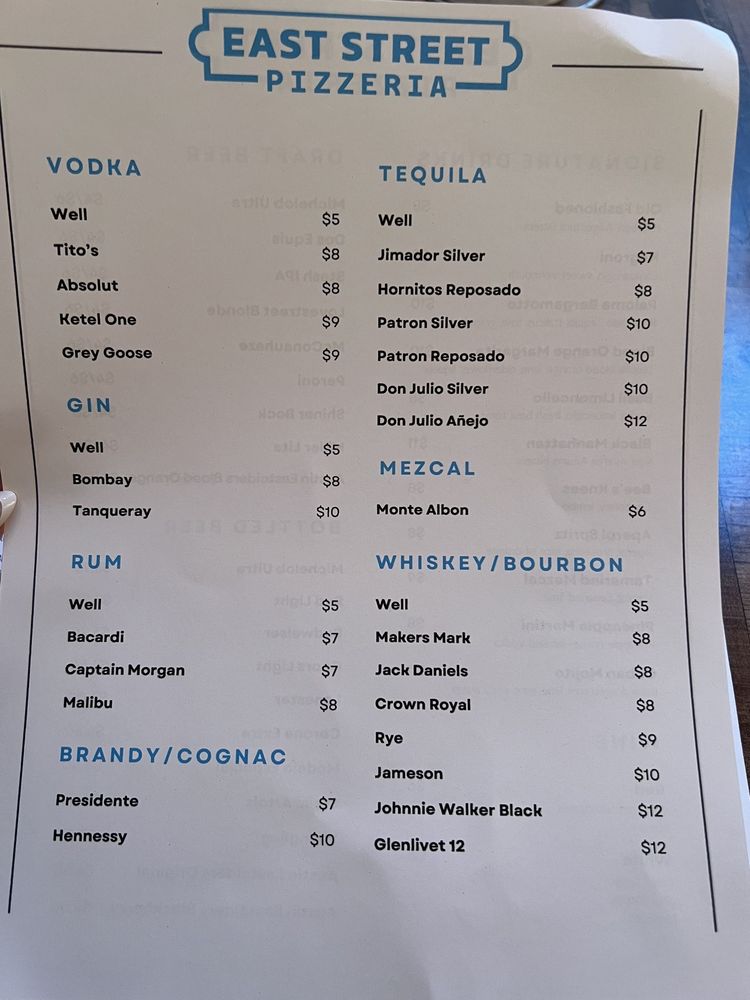 EAST STREET
PIZZERIA
VODKA
Well $5
Tito's $8
Absolut $8
Ketel One $9
Grey Goose $9
GIN
Well $5
Bombay $8
Tanqueray $10
RUM
Well $5
Bacardi $7
Captain Morgan $7
Malibu $8
BRANDY/COGNAC
Presidente $7
Hennessy $10
TEQUILA
Well $5
Jimador Silver $7
Hornitos Reposado $8
Patron Silver $10
Patron Reposado $10
Don Julio Silver $10
Don Julio Añejo $12
MEZCAL
Monte Albon $6
WHISKEY/BOURBON
Well $5
Makers Mark $8
Jack Daniels $8
Crown Royal $8
Rye $9
Jameson $10
Johnnie Walker Black $12
Glenlivet 12 $12